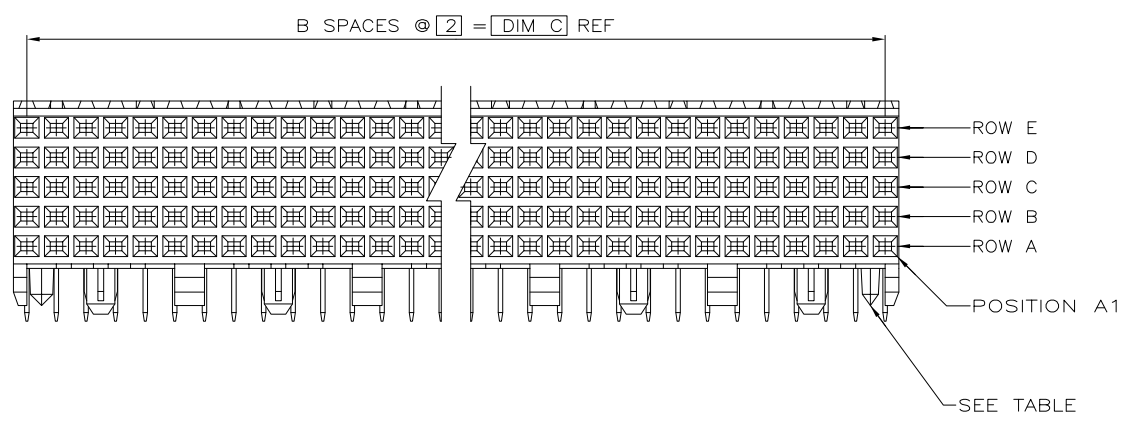 B SPACES @ 2 = DIM C REF
ROW E
ROW D
ROW C
ROW B
ROW A
POSITION A1
SEE TABLE